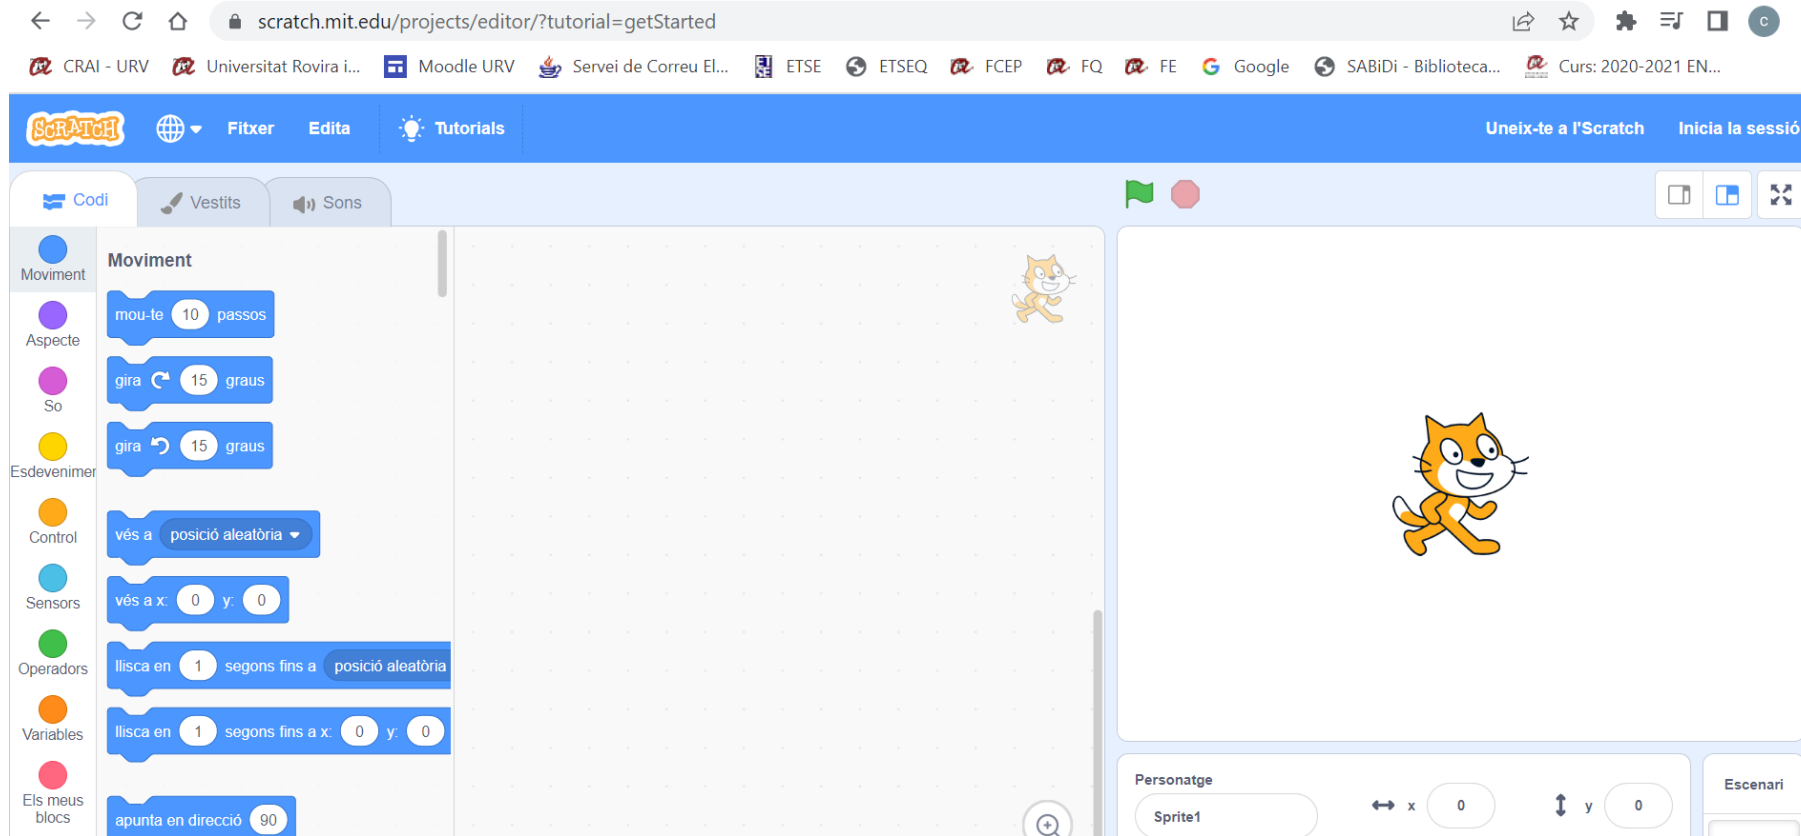 scratch.mit.edu/projects/editor/?tutorial=getStarted
C
CRAI - URV Universitat Rovira i... Moodle URV Servei de Correu El... ETSE ETSEQ FCEP FQ FE Google SABiDi - Biblioteca... Curs: 2020-2021 EN...
SCRATCH Fitxer Edita Tutorials Uneix-te a l'Scratch Inicia la sessió
Codi Vestits Sons
Moviment
Aspecte
So
Esdevenimen
Control
Sensors
Operadors
Variables
Els meus
blocs
Moviment
mou-te 10 passos
gira 15 graus
gira 15 graus
vés a posició aleatòria
vés a x: 0 y: 0
llisca en 1 segons fins a posició aleatòria
llisca en 1 segons fins a x: 0 y: 0
apunta en direcció 90
Personatge
Sprite1 x 0 y 0
Escenari